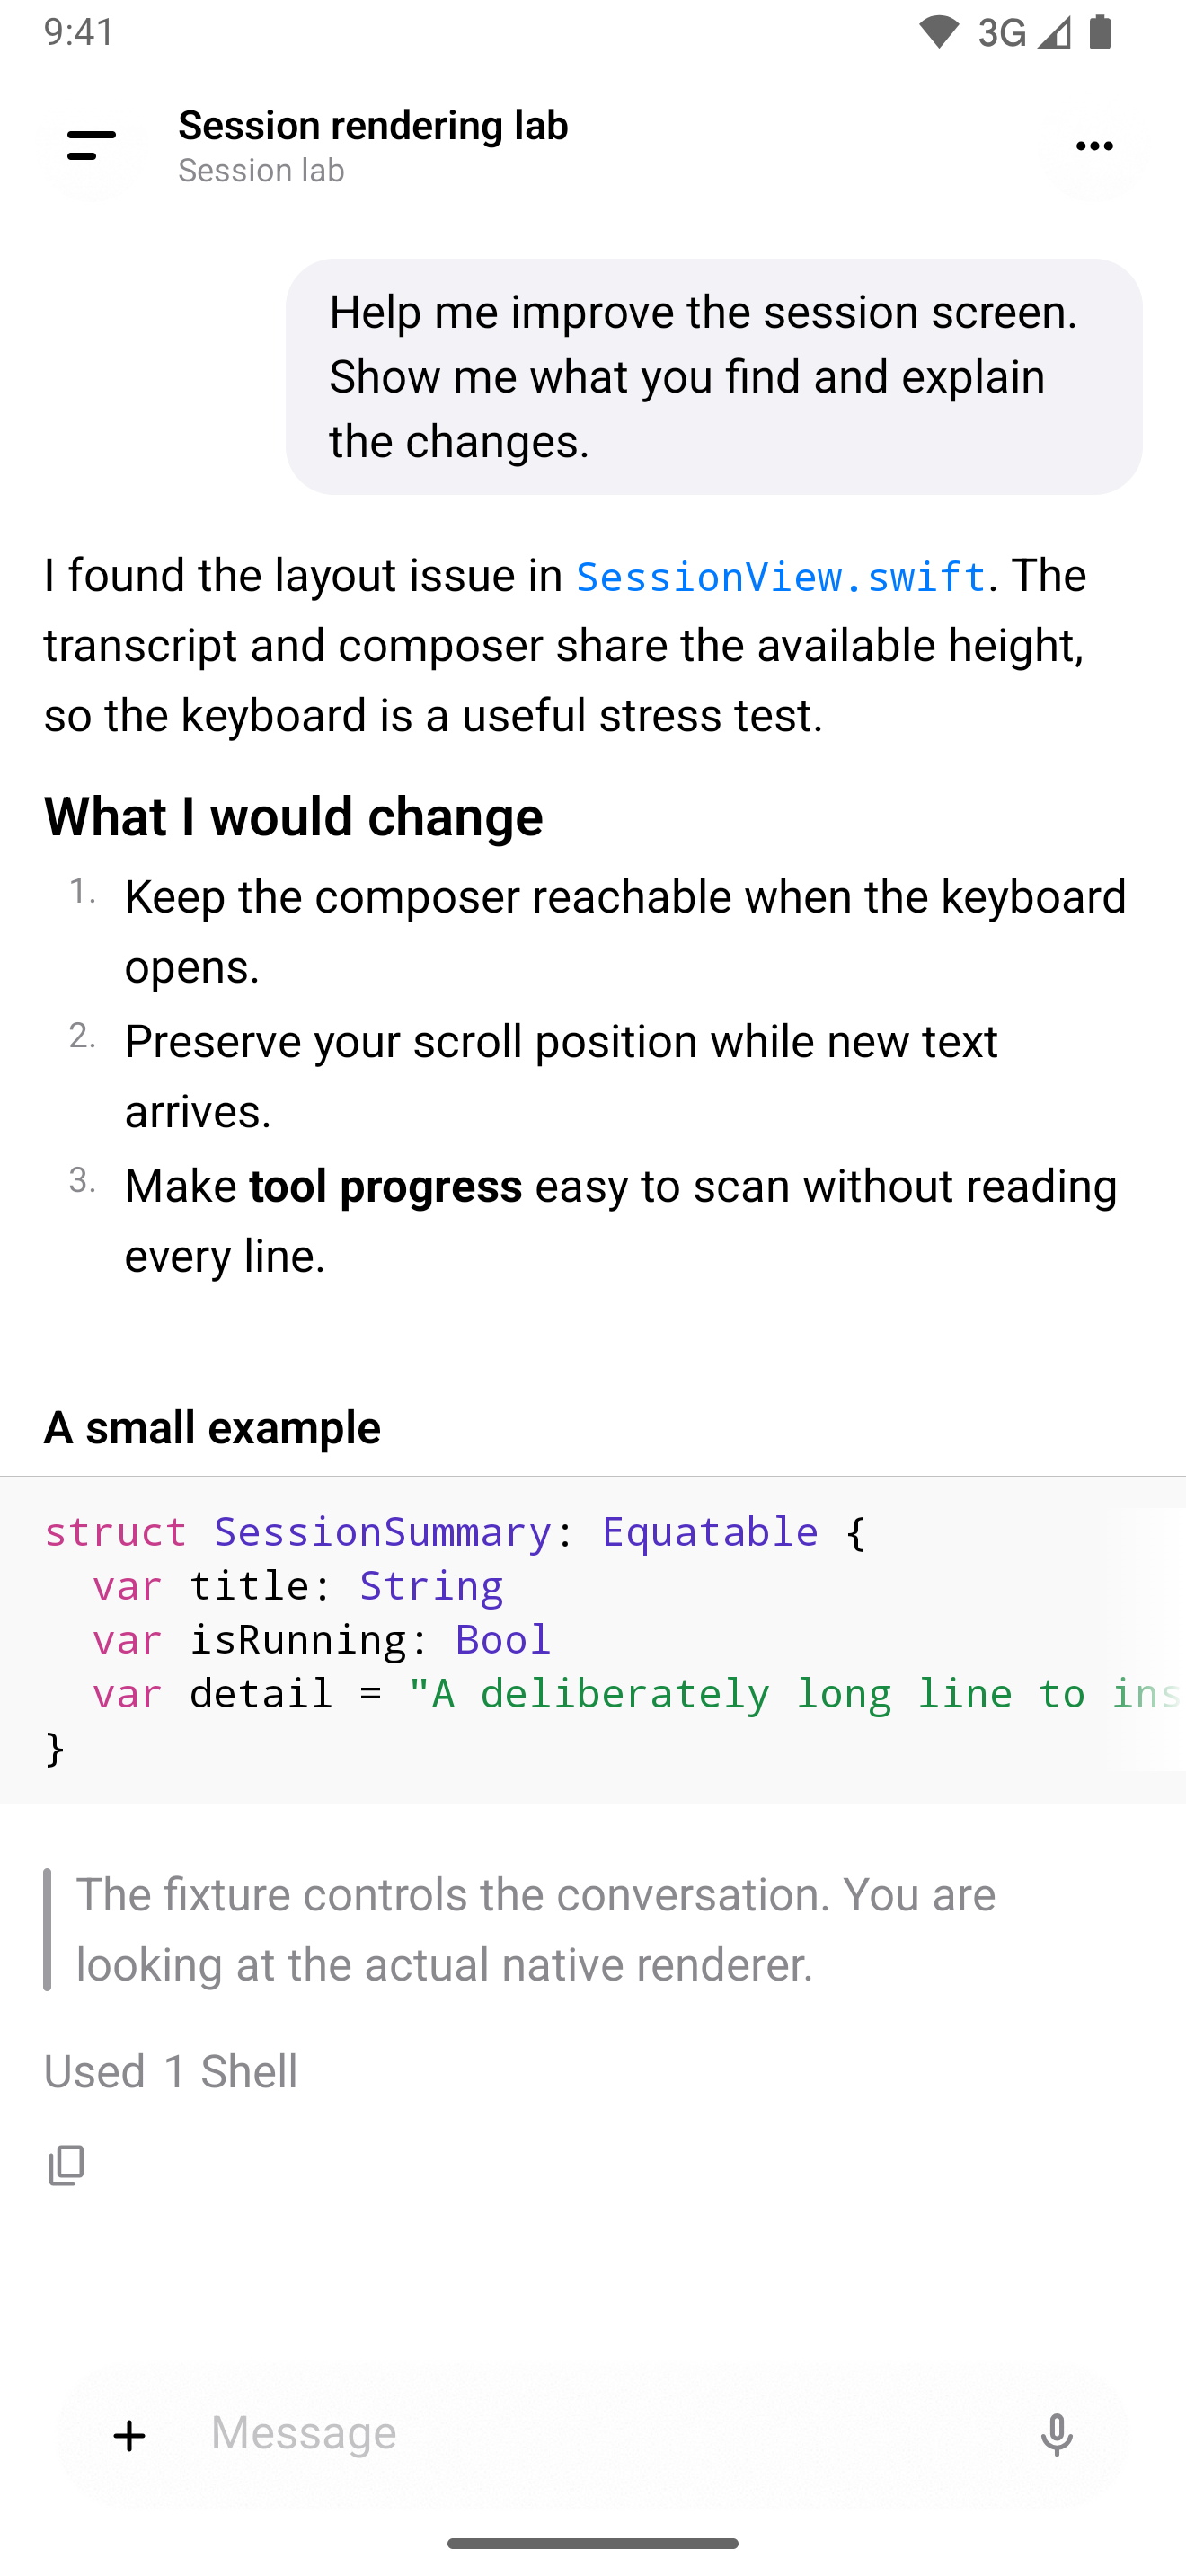 9:41
3G
Session rendering lab
Session lab
Help me improve the session screen.
Show me what you find and explain
the changes.
I found the layout issue in SessionView.swift. The
transcript and composer share the available height,
so the keyboard is a useful stress test.
What I would change
1. Keep the composer reachable when the keyboard
opens.
2. Preserve your scroll position while new text
arrives.
3. Make tool progress easy to scan without reading
every line.
A small example
struct SessionSummary: Equatable {
  var title: String
  var isRunning: Bool
  var detail = "A deliberately long line to ins
}
The fixture controls the conversation. You are
looking at the actual native renderer.
Used 1 Shell
Message